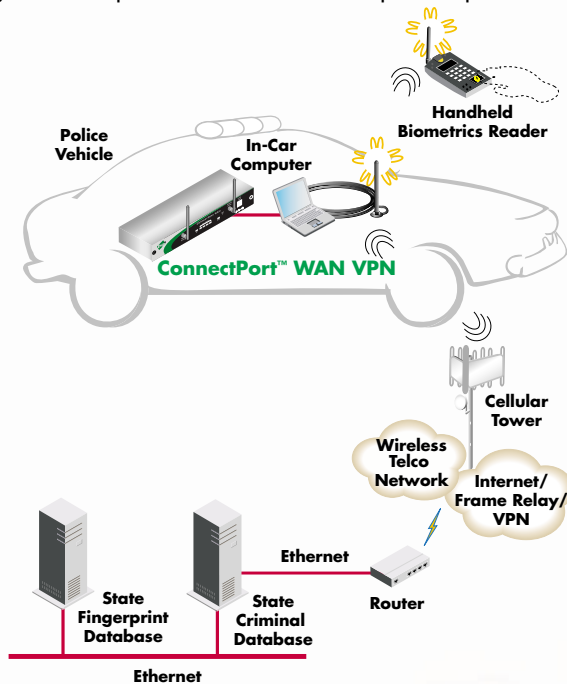 Handheld
Biometrics Reader
Police
Vehicle
In-Car
Computer
ConnectPort™ WAN VPN
Cellular
Tower
Wireless
Telco
Network
Internet/
Frame Relay/
VPN
Ethernet
Router
State
Fingerprint
Database
State
Criminal
Database
Ethernet